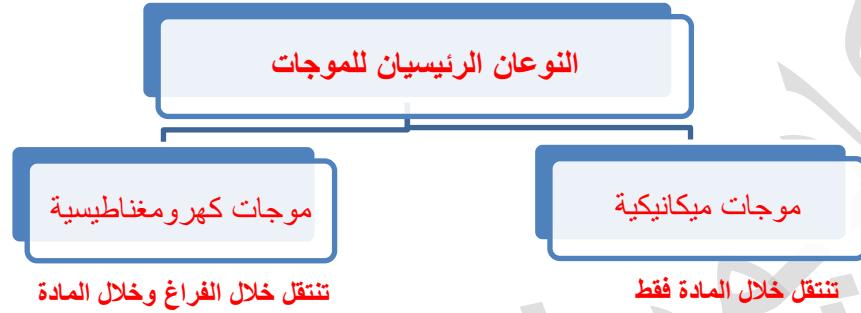 النوعان الرئيسيان للموجات
موجات ميكانيكية
موجات كهرومغناطيسية
تنتقل خلال المادة فقط
تنتقل خلال الفراغ وخلال المادة